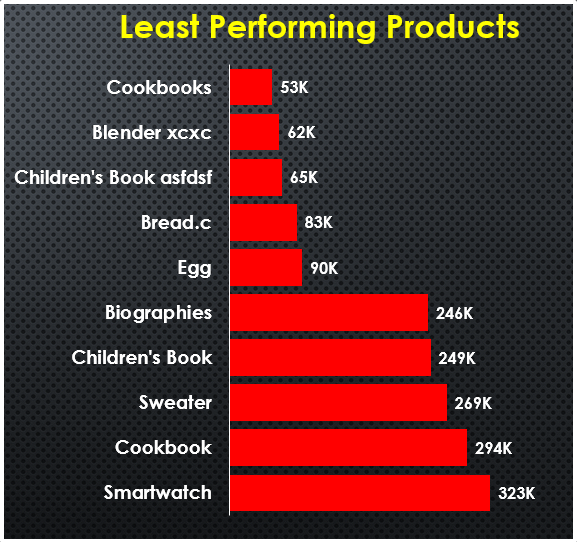 Least Performing Products
Cookbooks 53K
Blender xcxc 62K
Children's Book asfdsf 65K
Bread.c 83K
Egg 90K
Biographies 246K
Children's Book 249K
Sweater 269K
Cookbook 294K
Smartwatch 323K